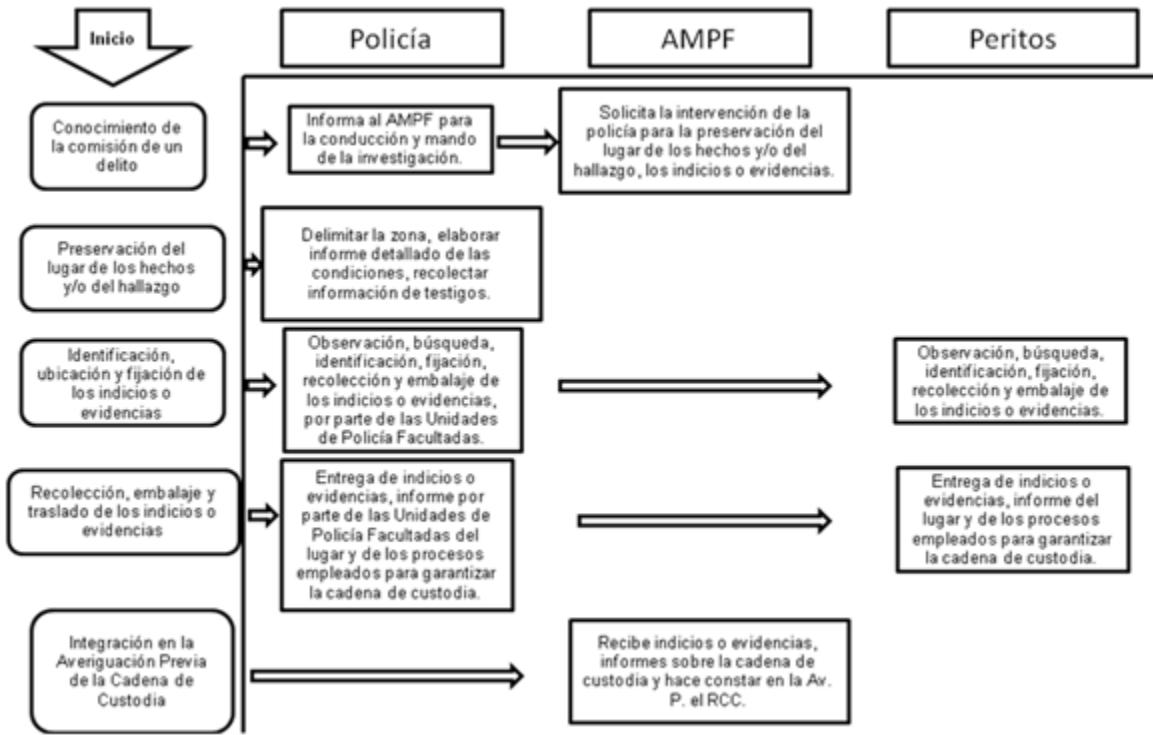 Inicio
Policía
AMPF
Peritos
Conocimiento de
la comisión de un
delito
Informa al AMPF para
la conducción y mando
de la investigación.
Solicita la intervención de la
policía para la preservación del
lugar de los hechos y/o del
hallazgo, los indicios o evidencias.
Preservación del
lugar de los hechos
y/o del hallazgo
Delimitar la zona, elaborar
informe detallado de las
condiciones, recolectar
información de testigos.
Identificación,
ubicación y fijación de
los indicios o
evidencias
Observación, búsqueda,
identificación, fijación,
recolección y embalaje de
los indicios o evidencias,
por parte de las Unidades
de Policía Facultadas.
Observación, búsqueda,
identificación, fijación,
recolección y embalaje de
los indicios o evidencias.
Recolección, embalaje y
traslado de los indicios o
evidencias
Entrega de indicios o
evidencias, informe por
parte de las Unidades de
Policía Facultadas del
lugar y de los procesos
empleados para garantizar
la cadena de custodia.
Entrega de indicios o
evidencias, informe del
lugar y de los procesos
empleados para garantizar
la cadena de custodia.
Integración en la
Averiguación Previa
de la Cadena de
Custodia
Recibe indicios o evidencias,
informes sobre la cadena de
custodia y hace constar en la Av.
P. el RCC.